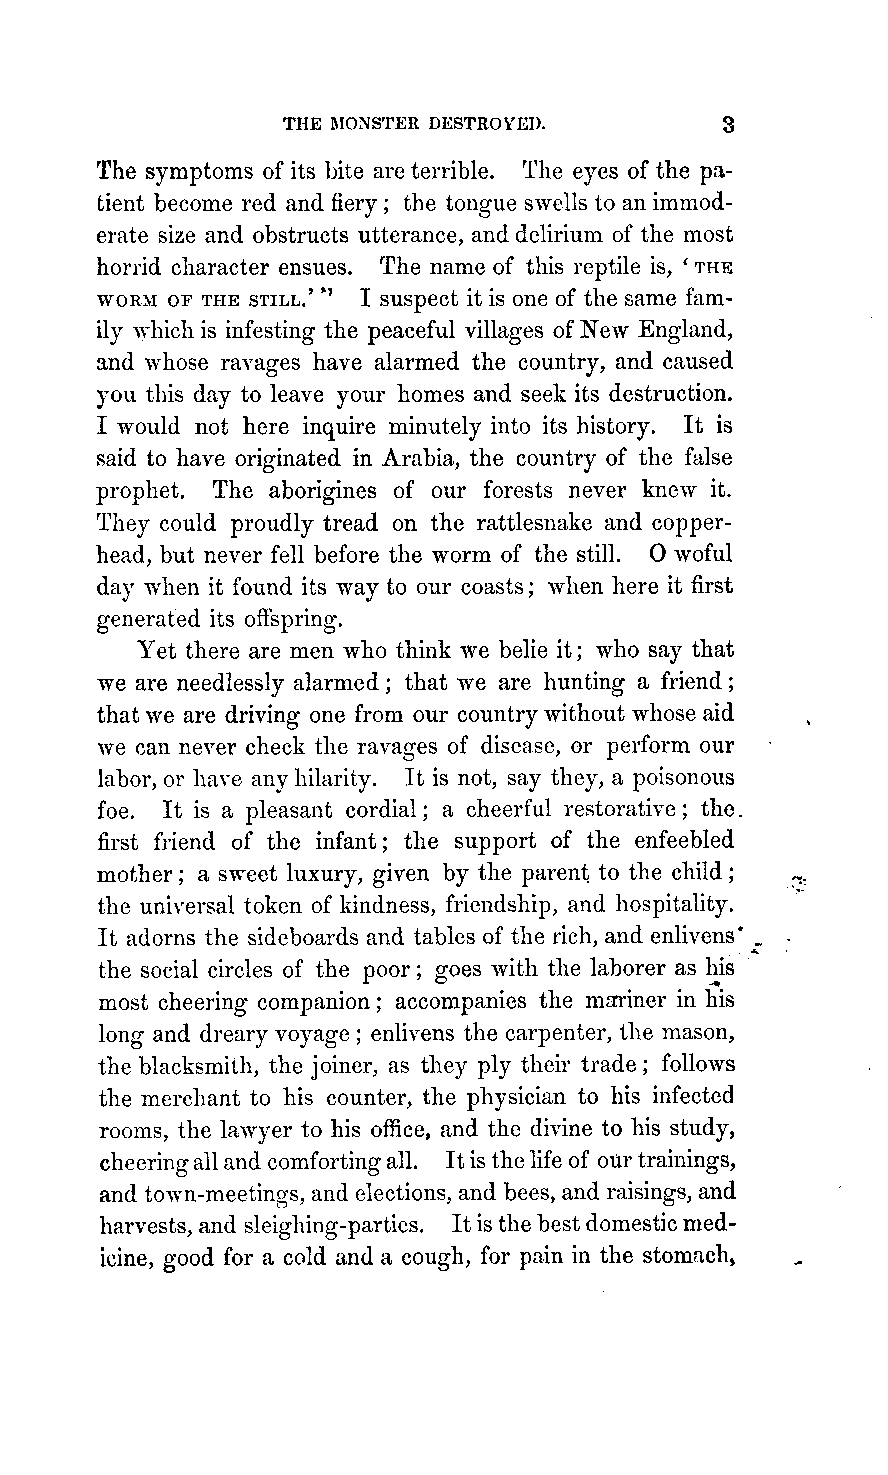 THE MONSTER DESTROYED. 3
The symptoms of its bite are terrible. The eyes of the pa-
tient become red and fiery; the tongue swells to an immod-
erate size and obstructs utterance, and delirium of the most
horrid character ensues. The name of this reptile is, ‘THE
WORM OF THE STILL.’” I suspect it is one of the same fam-
ily which is infesting the peaceful villages of New England,
and whose ravages have alarmed the country, and caused
you this day to leave your homes and seek its destruction.
I would not here inquire minutely into its history. It is
said to have originated in Arabia, the country of the false
prophet. The aborigines of our forests never knew it.
They could proudly tread on the rattlesnake and copper-
head, but never fell before the worm of the still. O woful
day when it found its way to our coasts; when here it first
generated its offspring.
Yet there are men who think we belie it; who say that
we are needlessly alarmed; that we are hunting a friend;
that we are driving one from our country without whose aid
we can never check the ravages of disease, or perform our
labor, or have any hilarity. It is not, say they, a poisonous
foe. It is a pleasant cordial; a cheerful restorative; the
first friend of the infant; the support of the enfeebled
mother; a sweet luxury, given by the parent to the child;
the universal token of kindness, friendship, and hospitality.
It adorns the sideboards and tables of the rich, and enlivens
the social circles of the poor; goes with the laborer as his
most cheering companion; accompanies the mariner in his
long and dreary voyage; enlivens the carpenter, the mason,
the blacksmith, the joiner, as they ply their trade; follows
the merchant to his counter, the physician to his infected
rooms, the lawyer to his office, and the divine to his study,
cheering all and comforting all. It is the life of our trainings,
and town-meetings, and elections, and bees, and raisings, and
harvests, and sleighing-parties. It is the best domestic med-
icine, good for a cold and a cough, for pain in the stomach,